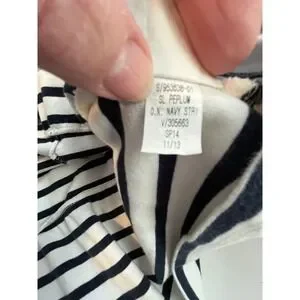 S/953636-01
SL PEPLUM
O.N. NAVY STRI
V/305663
SP14
11/13